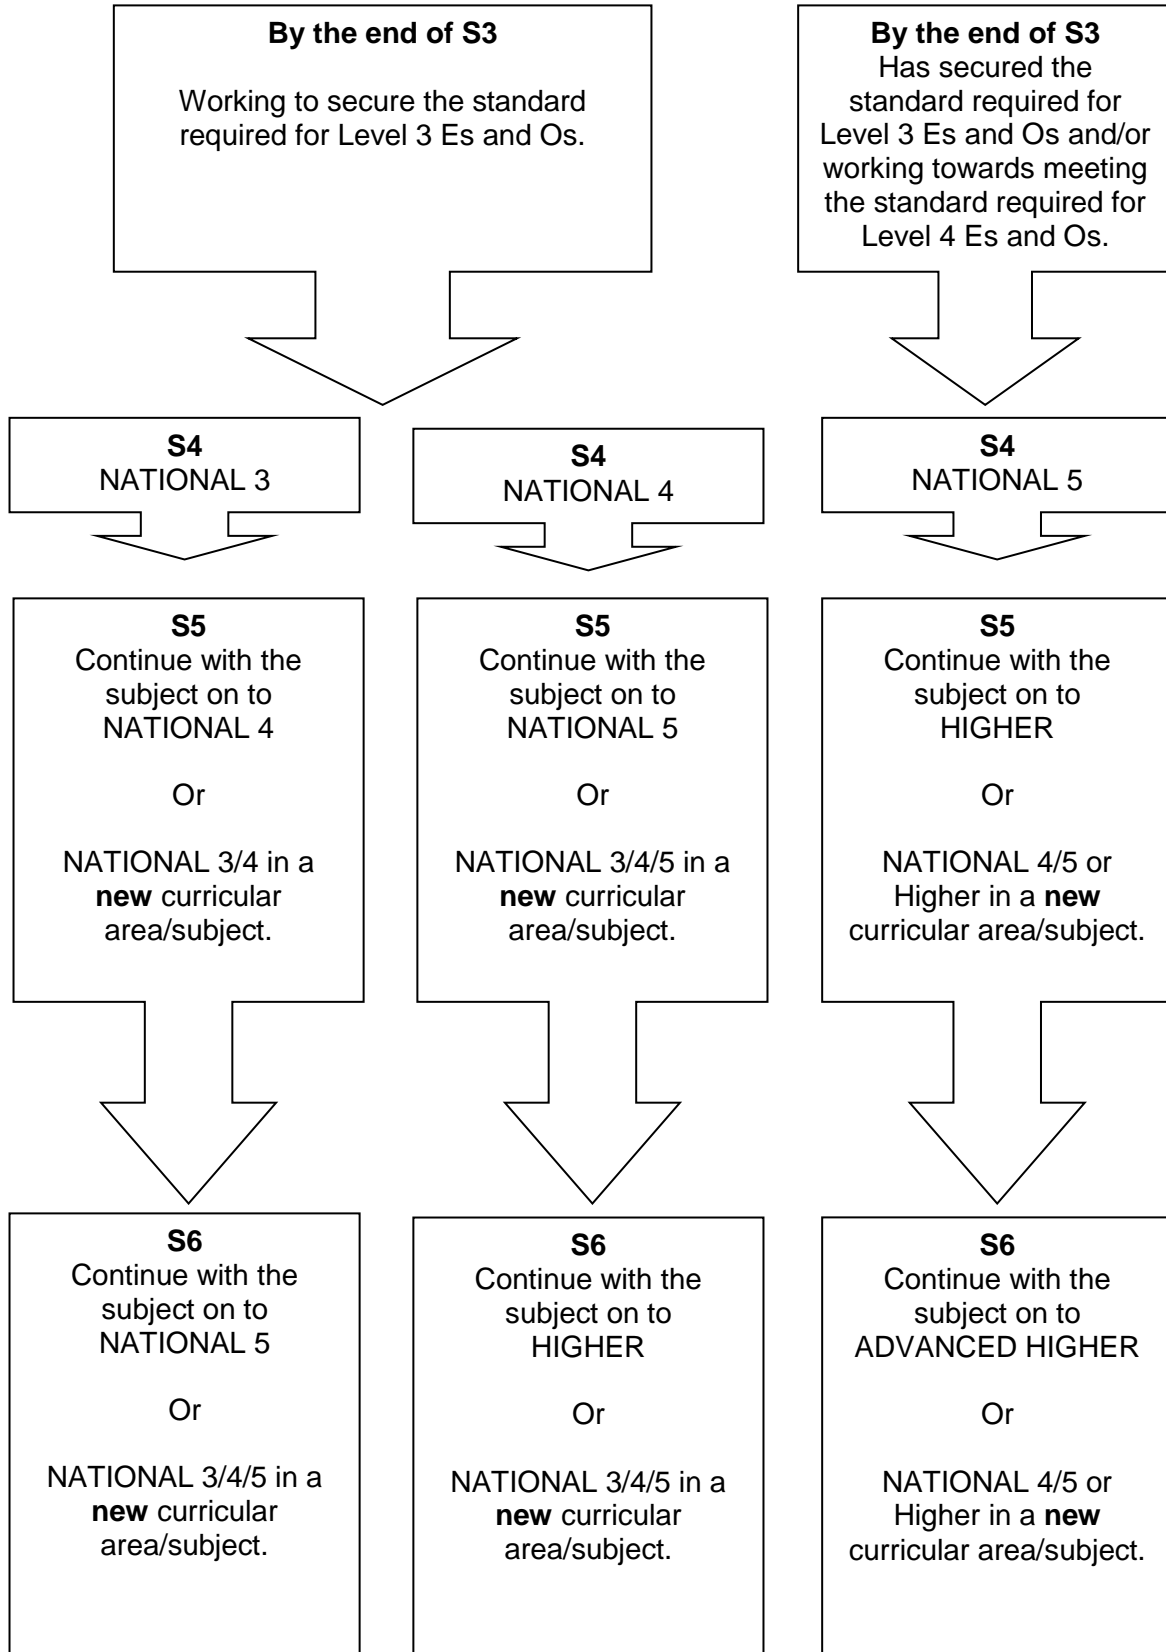 By the end of S3
Working to secure the standard
required for Level 3 Es and Os.
By the end of S3
Has secured the
standard required for
Level 3 Es and Os and/or
working towards meeting
the standard required for
Level 4 Es and Os.
S4
NATIONAL 3
S4
NATIONAL 4
S4
NATIONAL 5
S5
Continue with the
subject on to
NATIONAL 4
Or
NATIONAL 3/4 in a
new curricular
area/subject.
S5
Continue with the
subject on to
NATIONAL 5
Or
NATIONAL 3/4/5 in a
new curricular
area/subject.
S5
Continue with the
subject on to
HIGHER
Or
NATIONAL 4/5 or
Higher in a new
curricular area/subject.
S6
Continue with the
subject on to
NATIONAL 5
Or
NATIONAL 3/4/5 in a
new curricular
area/subject.
S6
Continue with the
subject on to
HIGHER
Or
NATIONAL 3/4/5 in a
new curricular
area/subject.
S6
Continue with the
subject on to
ADVANCED HIGHER
Or
NATIONAL 4/5 or
Higher in a new
curricular area/subject.